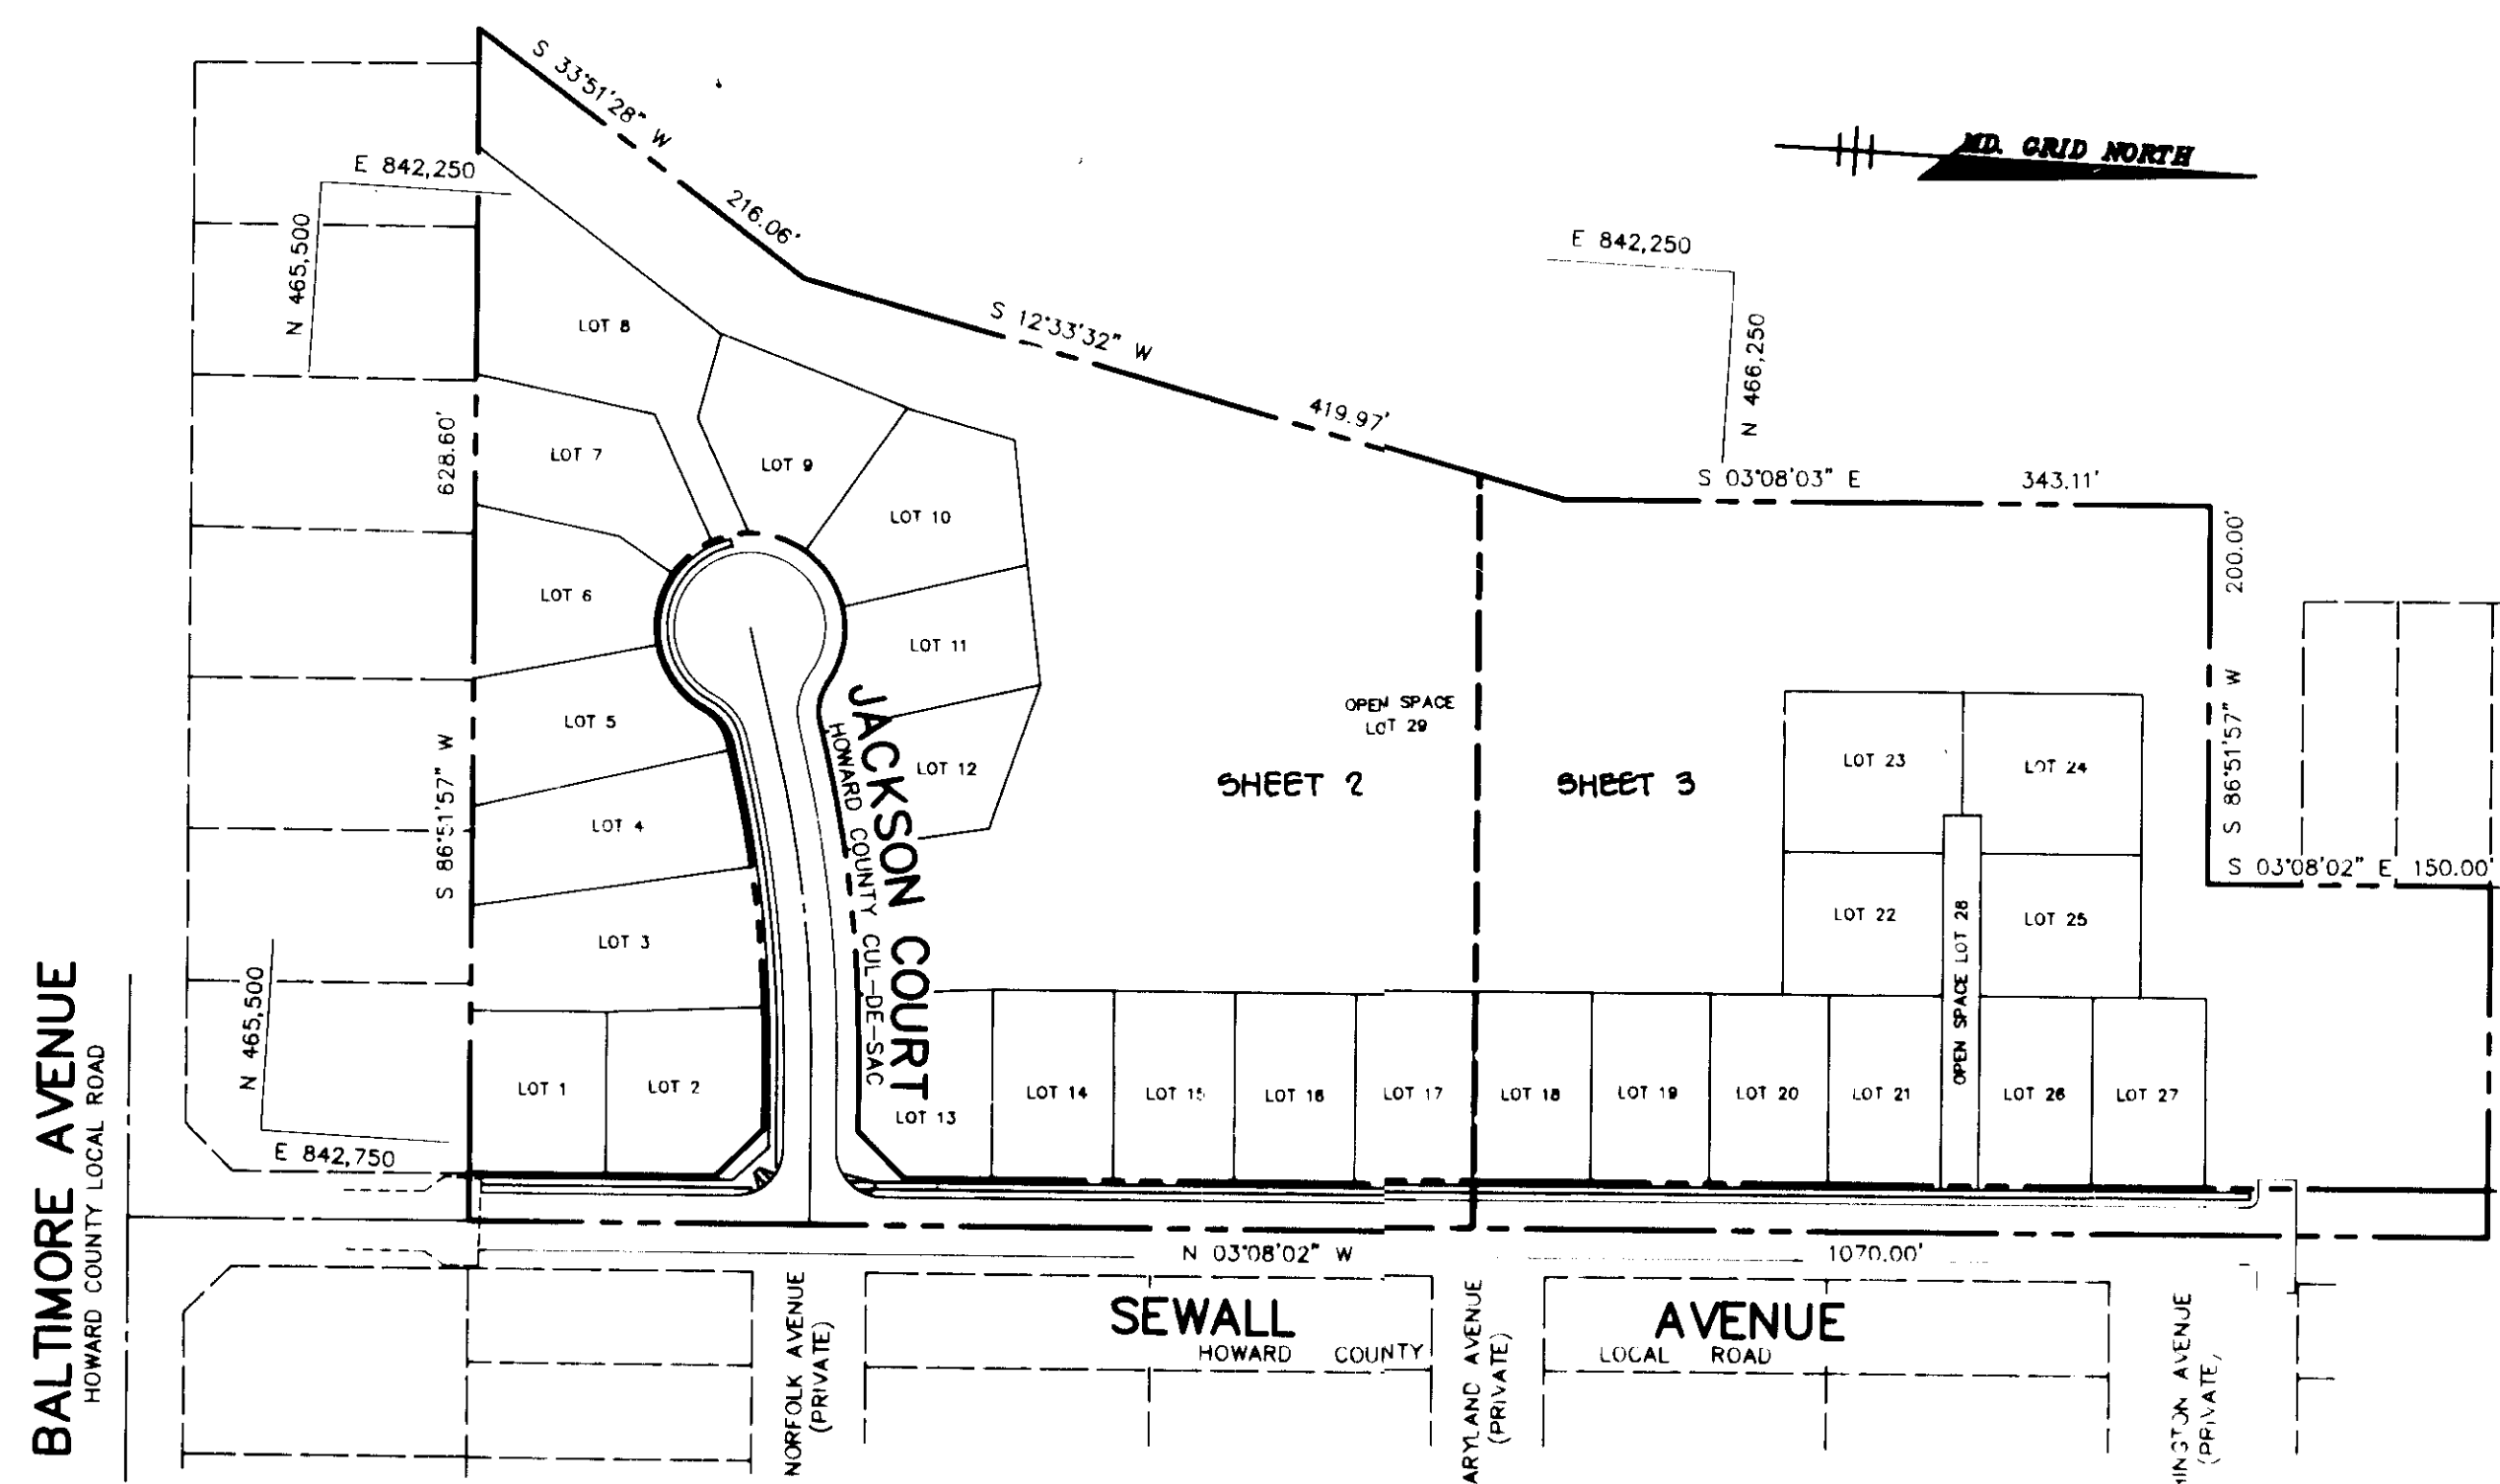 S 33°51'28" W
216.06'
MD. GRID NORTH
E 842,250
N 465,500
E 842,250
N 466,250
S 12°33'32" W
419.97'
S 03°08'03" E 343.11'
200.00'
S 86°51'57" W
S 03°08'02" E 150.00'
628.60'
S 86°51'57" W
LOT 8
LOT 7
LOT 9
LOT 10
LOT 6
LOT 11
LOT 5
LOT 12
LOT 4
LOT 3
OPEN SPACE
LOT 29
SHEET 2
SHEET 3
LOT 23
LOT 24
LOT 22
LOT 25
OPEN SPACE LOT 28
JACKSON COURT
HOWARD COUNTY CUL-DE-SAC
BALTIMORE AVENUE
HOWARD COUNTY LOCAL ROAD
N 465,500
E 842,750
LOT 1
LOT 2
LOT 13
LOT 14
LOT 15
LOT 16
LOT 17
LOT 18
LOT 19
LOT 20
LOT 21
LOT 26
LOT 27
N 03°08'02" W
1070.00'
NORFOLK AVENUE
(PRIVATE)
SEWALL AVENUE
HOWARD COUNTY LOCAL ROAD
ARYLAND AVENUE
(PRIVATE)
AVENUE
(PRIVATE)